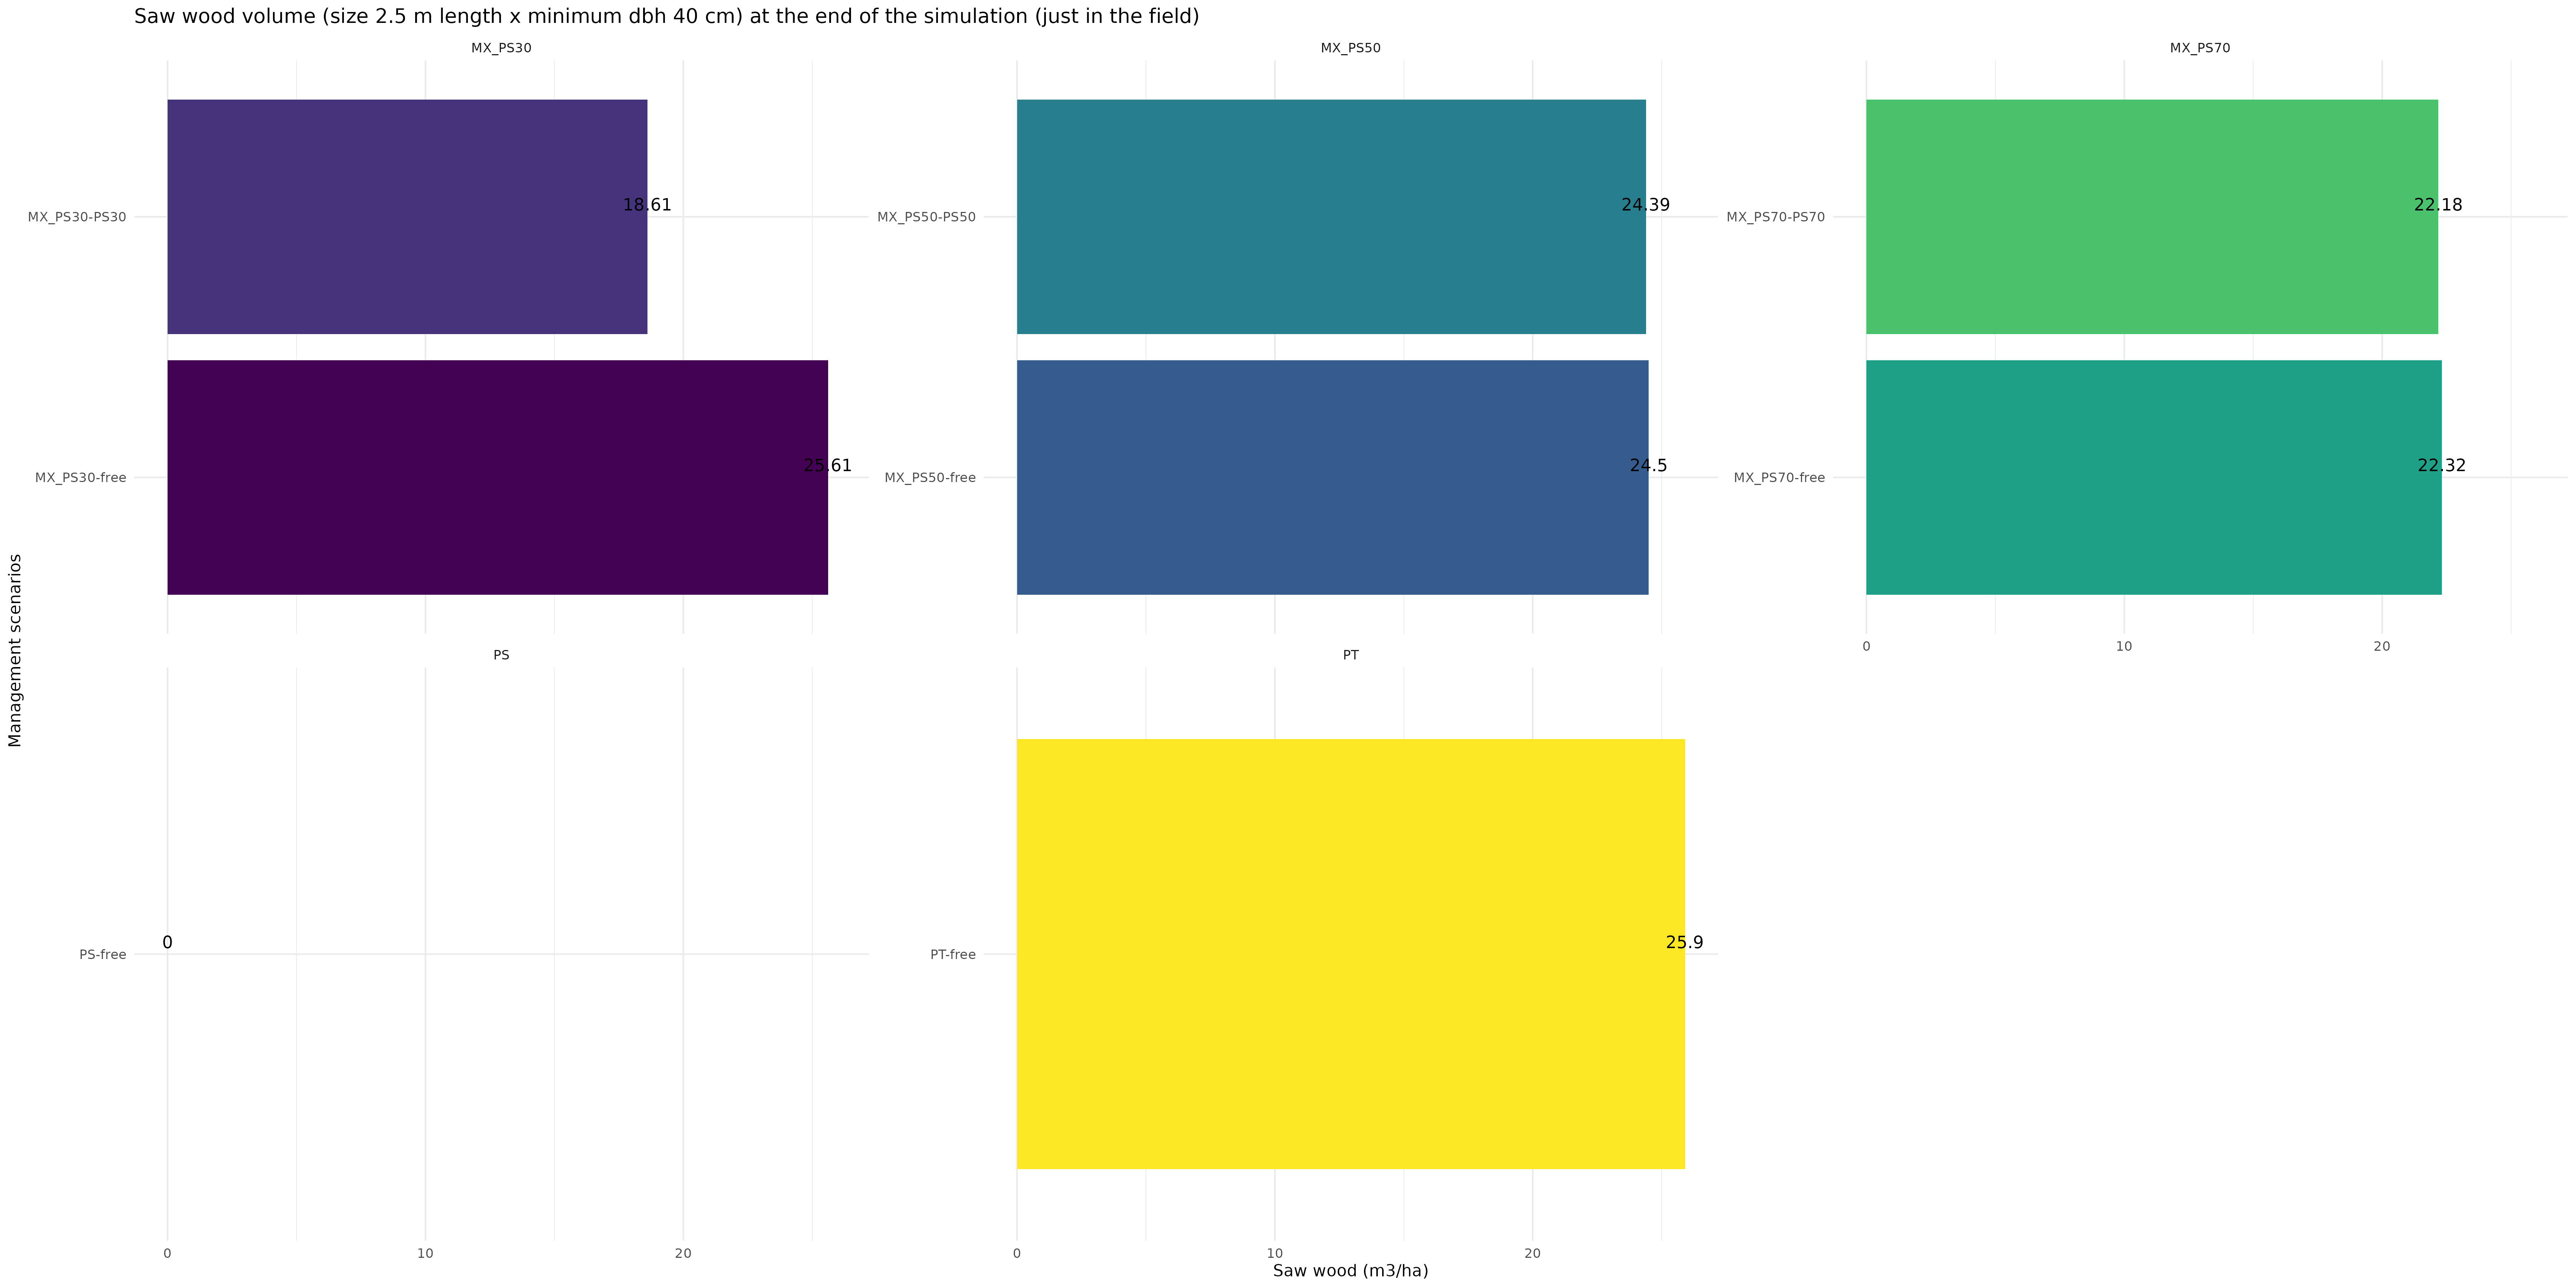 Saw wood volume (size 2.5 m length x minimum dbh 40 cm) at the end of the simulation (just in the field)
MX_PS30
MX_PS50
MX_PS70
MX_PS30-PS30
18.61
MX_PS50-PS50
24.39
MX_PS70-PS70
22.18
MX_PS30-free
25.61
MX_PS50-free
24.5
MX_PS70-free
22.32
0
10
20
PS
PT
Management scenarios
PS-free
0
PT-free
25.9
0
10
20
0
10
20
Saw wood (m3/ha)